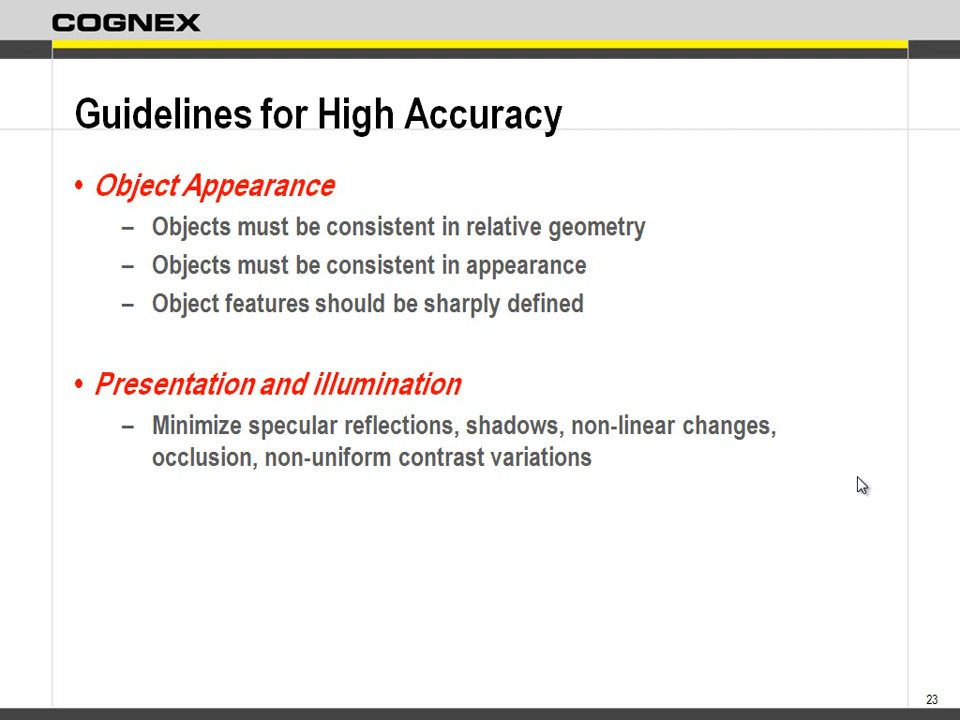 COGNEX
Guidelines for High Accuracy
• Object Appearance
– Objects must be consistent in relative geometry
– Objects must be consistent in appearance
– Object features should be sharply defined
• Presentation and illumination
– Minimize specular reflections, shadows, non-linear changes,
occlusion, non-uniform contrast variations
23